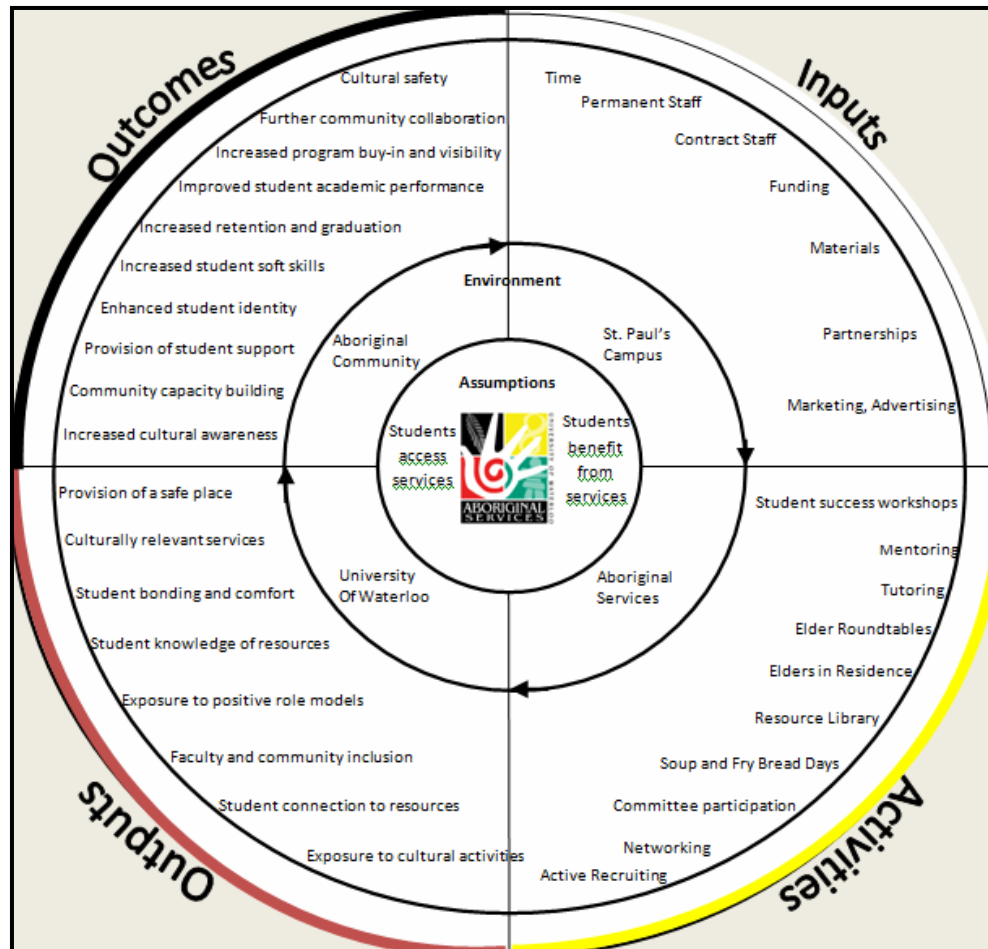 Outcomes
Cultural safety
Further community collaboration
Increased program buy-in and visibility
Improved student academic performance
Increased retention and graduation
Increased student soft skills
Enhanced student identity
Provision of student support
Community capacity building
Increased cultural awareness
Inputs
Time
Permanent Staff
Contract Staff
Funding
Materials
Partnerships
Marketing, Advertising
Environment
Aboriginal
Community
St. Paul's
Campus
University
Of Waterloo
Aboriginal
Services
Assumptions
Students
access
services
UNIVERSITY OF WATERLOO
ABORIGINAL
SERVICES
Students
benefit
from
services
Activities
Student success workshops
Mentoring
Tutoring
Elder Roundtables
Elders in Residence
Resource Library
Soup and Fry Bread Days
Committee participation
Networking
Active Recruiting
Outputs
Provision of a safe place
Culturally relevant services
Student bonding and comfort
Student knowledge of resources
Exposure to positive role models
Faculty and community inclusion
Student connection to resources
Exposure to cultural activities